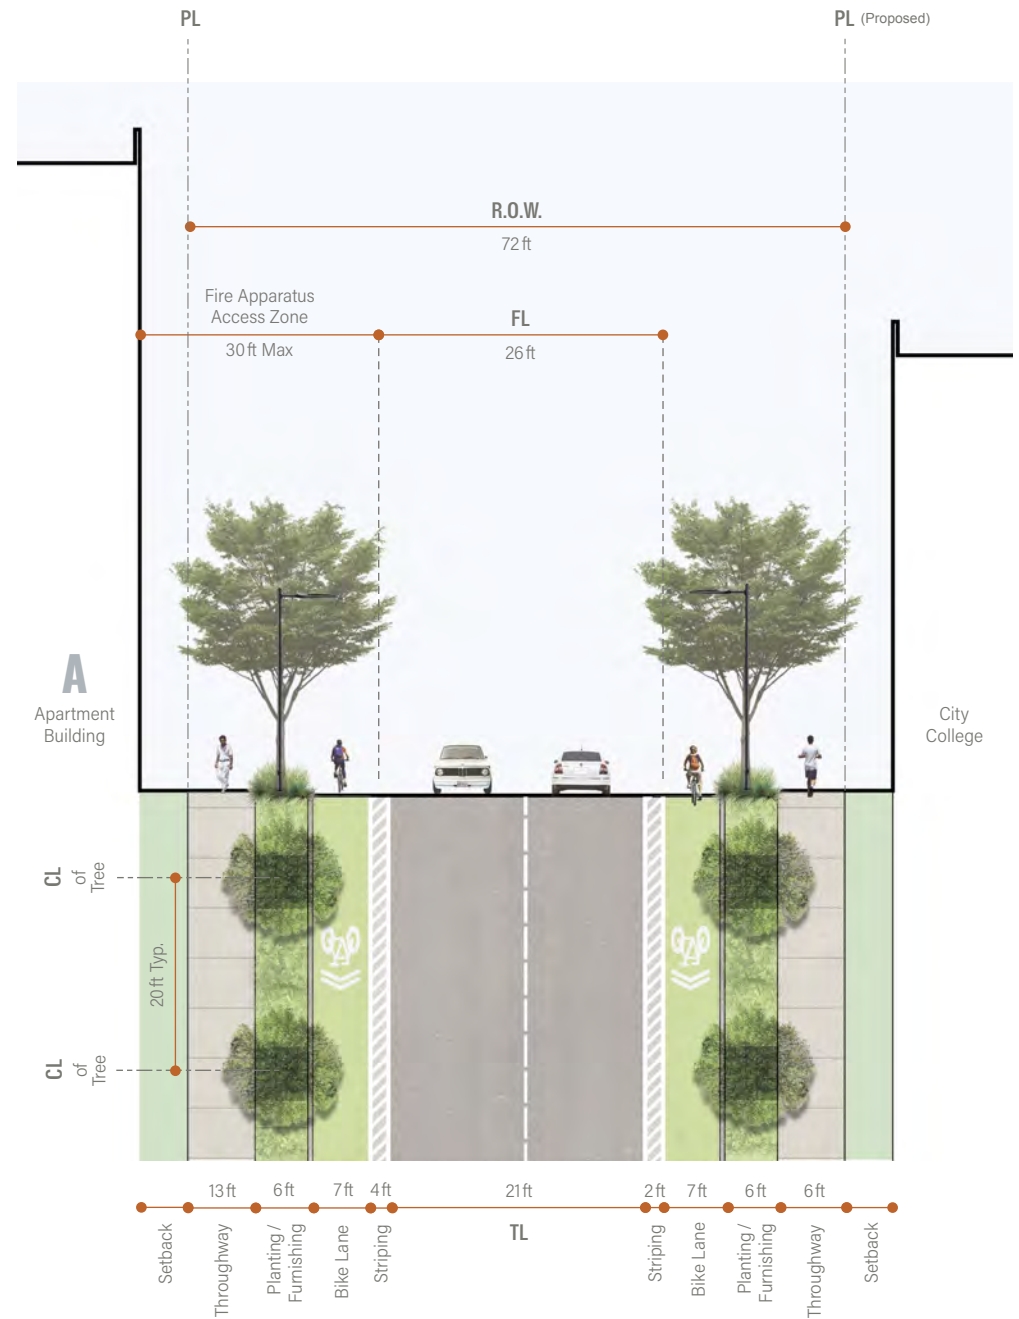 PL
PL (Proposed)
R.O.W.
72 ft
Fire Apparatus
Access Zone
30 ft Max
FL
26 ft
A
Apartment
Building
City
College
CL
of
Tree
20 ft Typ.
CL
of
Tree
13 ft
6 ft
7 ft
4 ft
21 ft
2 ft
7 ft
6 ft
6 ft
Setback
Throughway
Planting /
Furnishing
Bike Lane
Striping
TL
Striping
Bike Lane
Planting /
Furnishing
Throughway
Setback